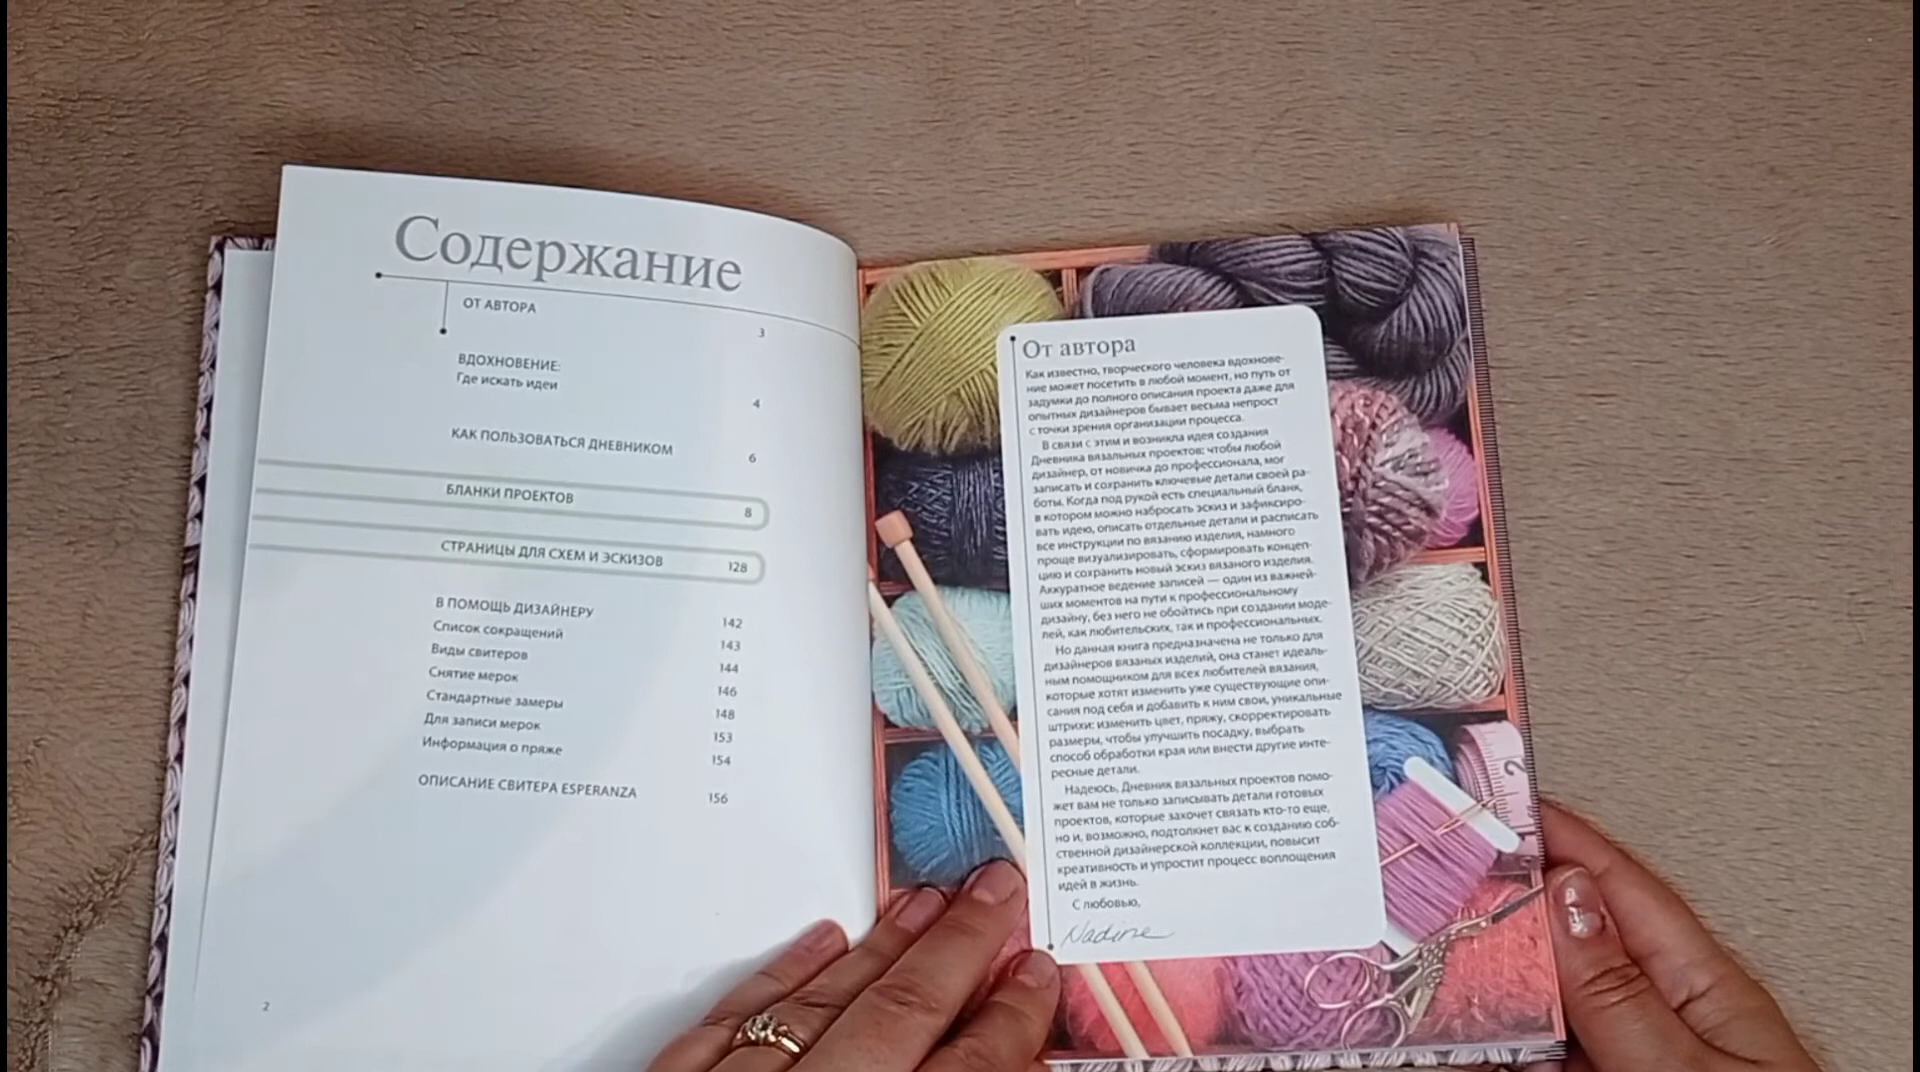 Содержание
ОТ АВТОРА 3
ВДОХНОВЕНИЕ:
Где искать идеи 4
КАК ПОЛЬЗОВАТЬСЯ ДНЕВНИКОМ 6
БЛАНКИ ПРОЕКТОВ 8
СТРАНИЦЫ ДЛЯ СХЕМ И ЭСКИЗОВ 128
В ПОМОЩЬ ДИЗАЙНЕРУ 142
Список сокращений 143
Виды свитеров 144
Снятие мерок 146
Стандартные замеры 148
Для записи мерок 153
Информация о пряже 154
ОПИСАНИЕ СВИТЕРА ESPERANZA 156
2
От автора
Как известно, творческого человека вдохнове-
ние может посетить в любой момент, но путь от
задумки до полного описания проекта даже для
опытных дизайнеров бывает весьма непрост
с точки зрения организации процесса.
В связи с этим и возникла идея создания
Дневника вязальных проектов: чтобы любой
дизайнер, от новичка до профессионала, мог
записать и сохранить ключевые детали своей ра-
боты. Когда под рукой есть специальный бланк,
в котором можно набросать эскиз и зафиксиро-
вать идею, описать отдельные детали и расписать
все инструкции по вязанию изделия, намного
проще визуализировать, сформировать концеп-
цию и сохранить новый эскиз вязаного изделия.
Аккуратное ведение записей — один из важней-
ших моментов на пути к профессиональному
дизайну, без него не обойтись при создании моде-
лей, как любительских, так и профессиональных.
Но данная книга предназначена не только для
дизайнеров вязаных изделий, она станет идеаль-
ным помощником для всех любителей вязания,
которые хотят изменить уже существующие опи-
сания под себя и добавить к ним свои, уникальные
штрихи: изменить цвет, пряжу, скорректировать
размеры, чтобы улучшить посадку, выбрать
способ обработки края или внести другие инте-
ресные детали.
Надеюсь, Дневник вязальных проектов помо-
жет вам не только записывать детали готовых
проектов, которые захочет связать кто-то еще,
но и, возможно, подтолкнет вас к созданию соб-
ственной дизайнерской коллекции, повысит
креативность и упростит процесс воплощения
идей в жизнь.
С любовью,
Nadine
2